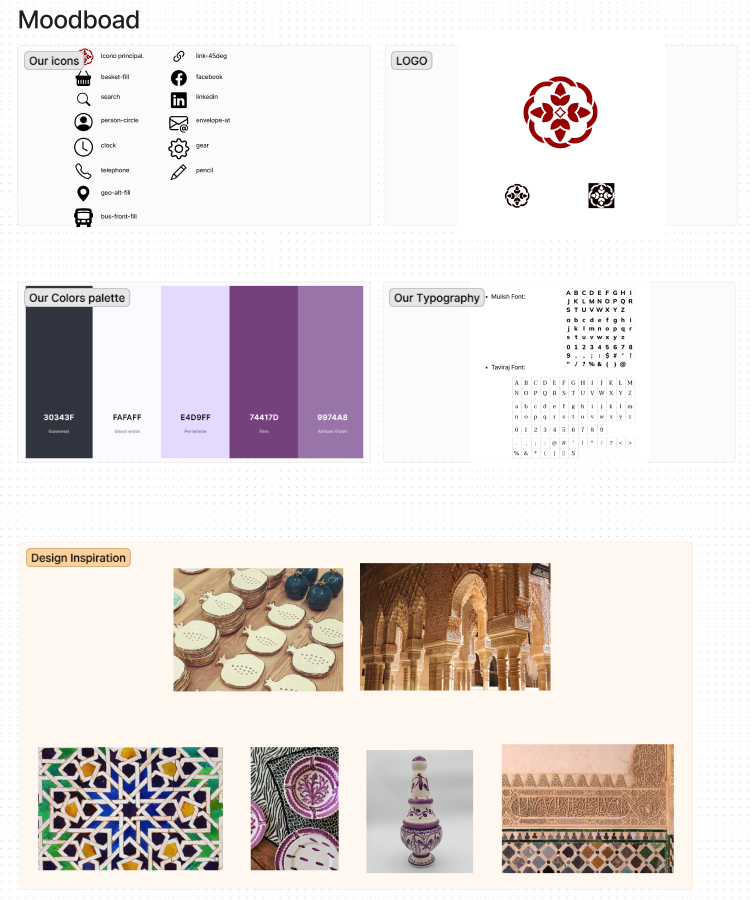 Moodboad
Our icons
Icono principal.
basket-fill
search
person-circle
clock
telephone
geo-alt-fill
bus-front-fill
link-45deg
facebook
linkedin
envelope-at
gear
pencil
LOGO
Our Colors palette
30343F
Gunmetal
FAFAFF
Ghost white
E4D9FF
Periwinkle
74417D
Finn
9974A8
African Violet
Our Typography
• Mulish Font:
A B C D E F G H I
J K L M N O P Q R
S T U V W X Y Z
a b c d e f g h i
j k l m n o p q r
s t u v w x y z
0 1 2 3 4 5 6 7 8
9 . , ; : $ # ' !
" / ? % & ( ) @
• Taviraj Font:
A B C D E F G H I J K L M
N O P Q R S T U V W X Y Z
a b c d e f g h i j k l m
n o p q r s t u v w x y z
0 1 2 3 4 5 6 7 8 9
. , ; : @ # ' ! " / ? < >
% & * ( ) ▯ $
Design Inspiration